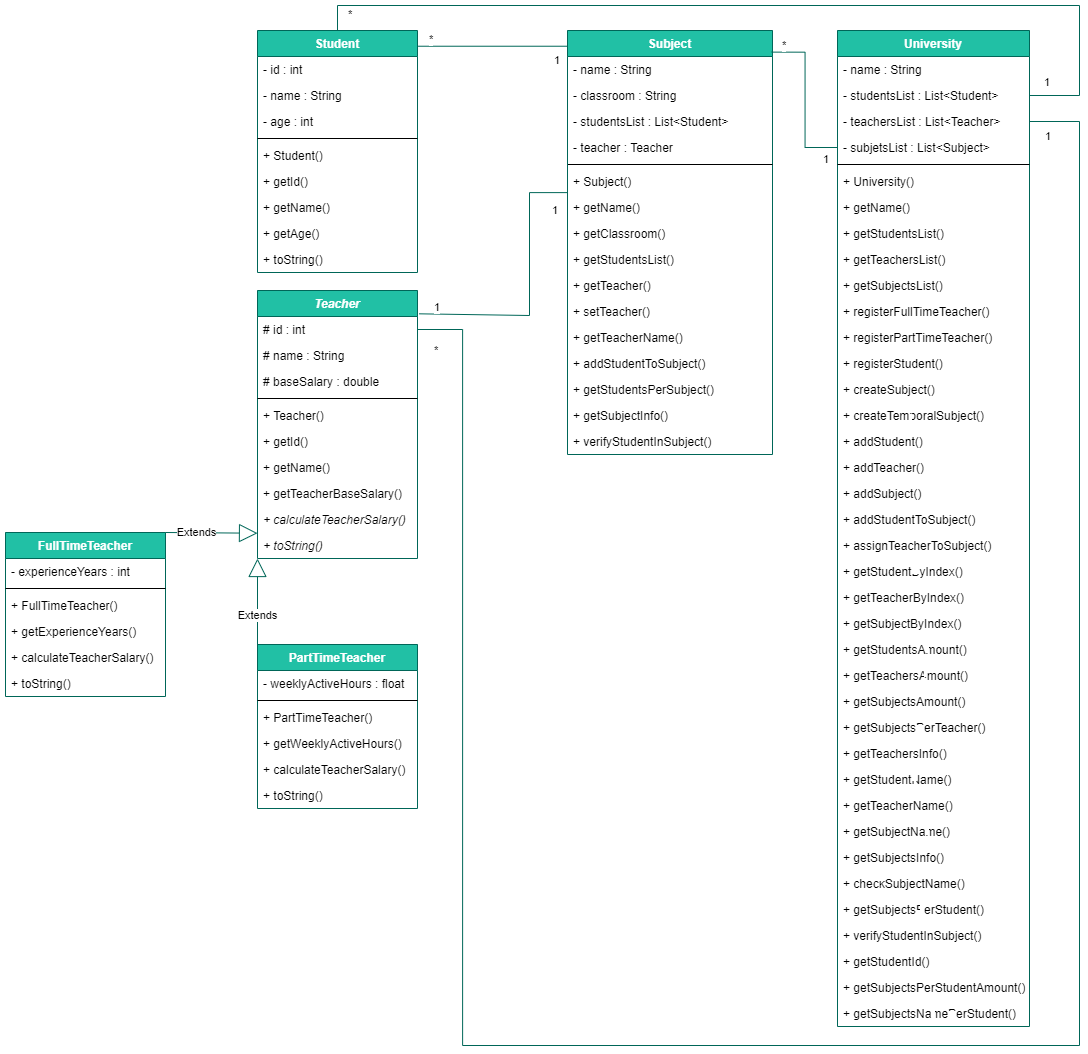 *
1
Student
- id : int
- name : String
- age : int
+ Student()
+ getId()
+ getName()
+ getAge()
+ toString()
*
1
Subject
- name : String
- classroom : String
- studentsList : List<Student>
- teacher : Teacher
+ Subject()
+ getName()
+ getClassroom()
+ getStudentsList()
+ getTeacher()
+ setTeacher()
+ getTeacherName()
+ addStudentToSubject()
+ getStudentsPerSubject()
+ getSubjectInfo()
+ verifyStudentInSubject()
*
1
University
- name : String
- studentsList : List<Student>
- teachersList : List<Teacher>
- subjetsList : List<Subject>
+ University()
+ getName()
+ getStudentsList()
+ getTeachersList()
+ getSubjectsList()
+ registerFullTimeTeacher()
+ registerPartTimeTeacher()
+ registerStudent()
+ createSubject()
+ createTemporalSubject()
+ addStudent()
+ addTeacher()
+ addSubject()
+ addStudentToSubject()
+ assignTeacherToSubject()
+ getStudentByIndex()
+ getTeacherByIndex()
+ getSubjectByIndex()
+ getStudentsAmount()
+ getTeachersAmount()
+ getSubjectsAmount()
+ getSubjectsPerTeacher()
+ getTeachersInfo()
+ getStudentName()
+ getTeacherName()
+ getSubjectName()
+ getSubjectsInfo()
+ checkSubjectName()
+ getSubjectsPerStudent()
+ verifyStudentInSubject()
+ getStudentId()
+ getSubjectsPerStudentAmount()
+ getSubjectsNamePerStudent()
1
1
1
*
Teacher
# id : int
# name : String
# baseSalary : double
+ Teacher()
+ getId()
+ getName()
+ getTeacherBaseSalary()
+ calculateTeacherSalary()
+ toString()
Extends
FullTimeTeacher
- experienceYears : int
+ FullTimeTeacher()
+ getExperienceYears()
+ calculateTeacherSalary()
+ toString()
Extends
PartTimeTeacher
- weeklyActiveHours : float
+ PartTimeTeacher()
+ getWeeklyActiveHours()
+ calculateTeacherSalary()
+ toString()